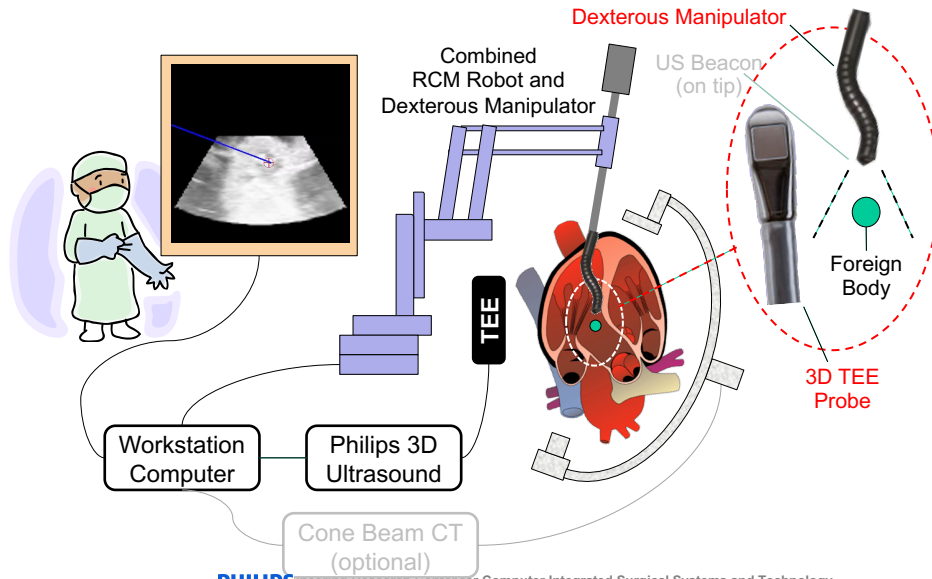 Dexterous Manipulator
US Beacon
(on tip)
Combined
RCM Robot and
Dexterous Manipulator
TEE
Foreign
Body
3D TEE
Probe
Workstation
Computer
Philips 3D
Ultrasound
Cone Beam CT
(optional)
PHILIPS
Computer Integrated Surgical Systems and Technology